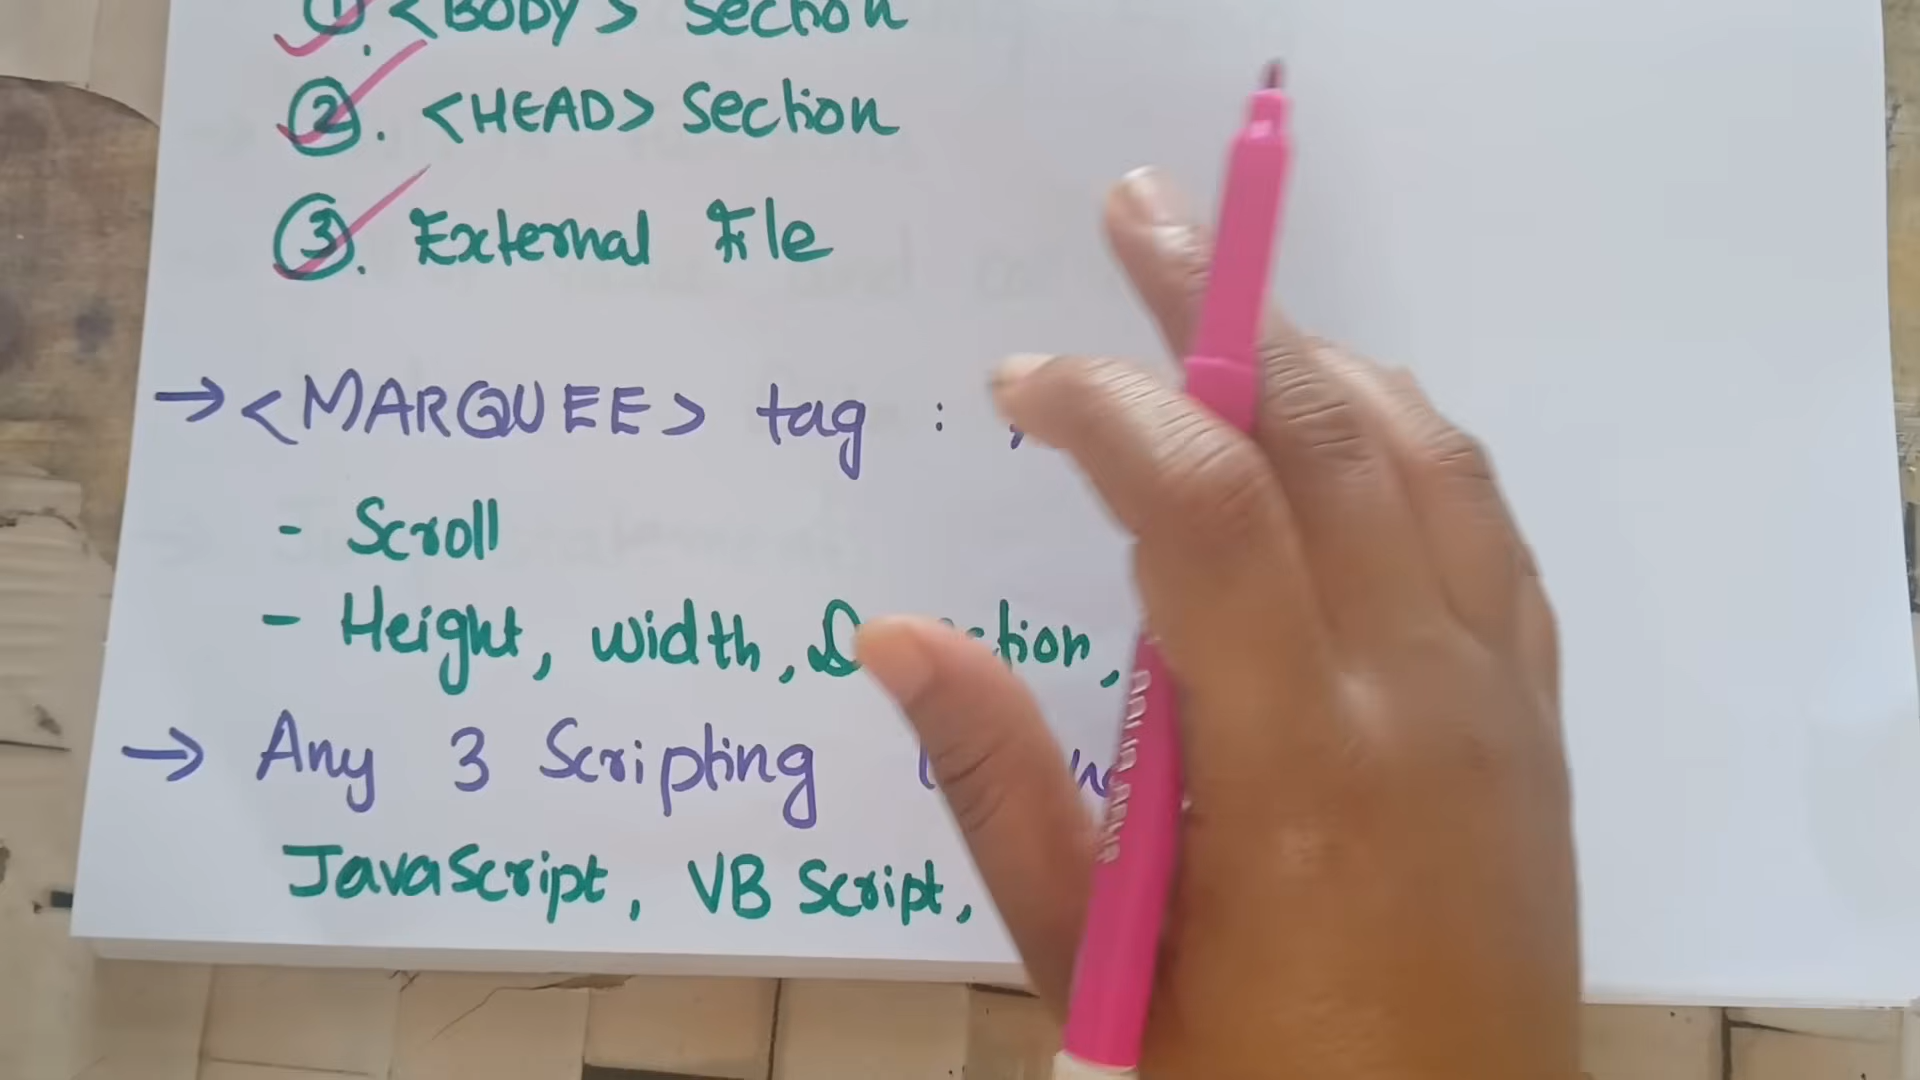 ①. <BODY> Section
②. <HEAD> Section
③. External File
→ <MARQUEE> tag :
- Scroll
- Height, width,
→ Any 3 Scripting
JavaScript, VB Script,